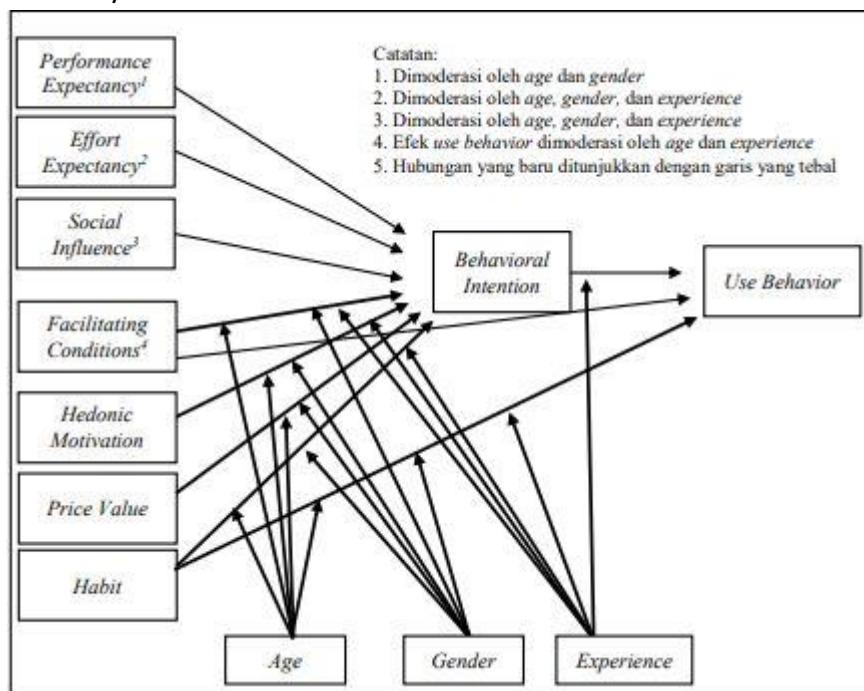 Performance
Expectancy¹
Effort
Expectancy²
Social
Influence³
Facilitating
Conditions⁴
Hedonic
Motivation
Price Value
Habit
Catatan:
1. Dimoderasi oleh age dan gender
2. Dimoderasi oleh age, gender, dan experience
3. Dimoderasi oleh age, gender, dan experience
4. Efek use behavior dimoderasi oleh age dan experience
5. Hubungan yang baru ditunjukkan dengan garis yang tebal
Behavioral
Intention
Use Behavior
Age
Gender
Experience